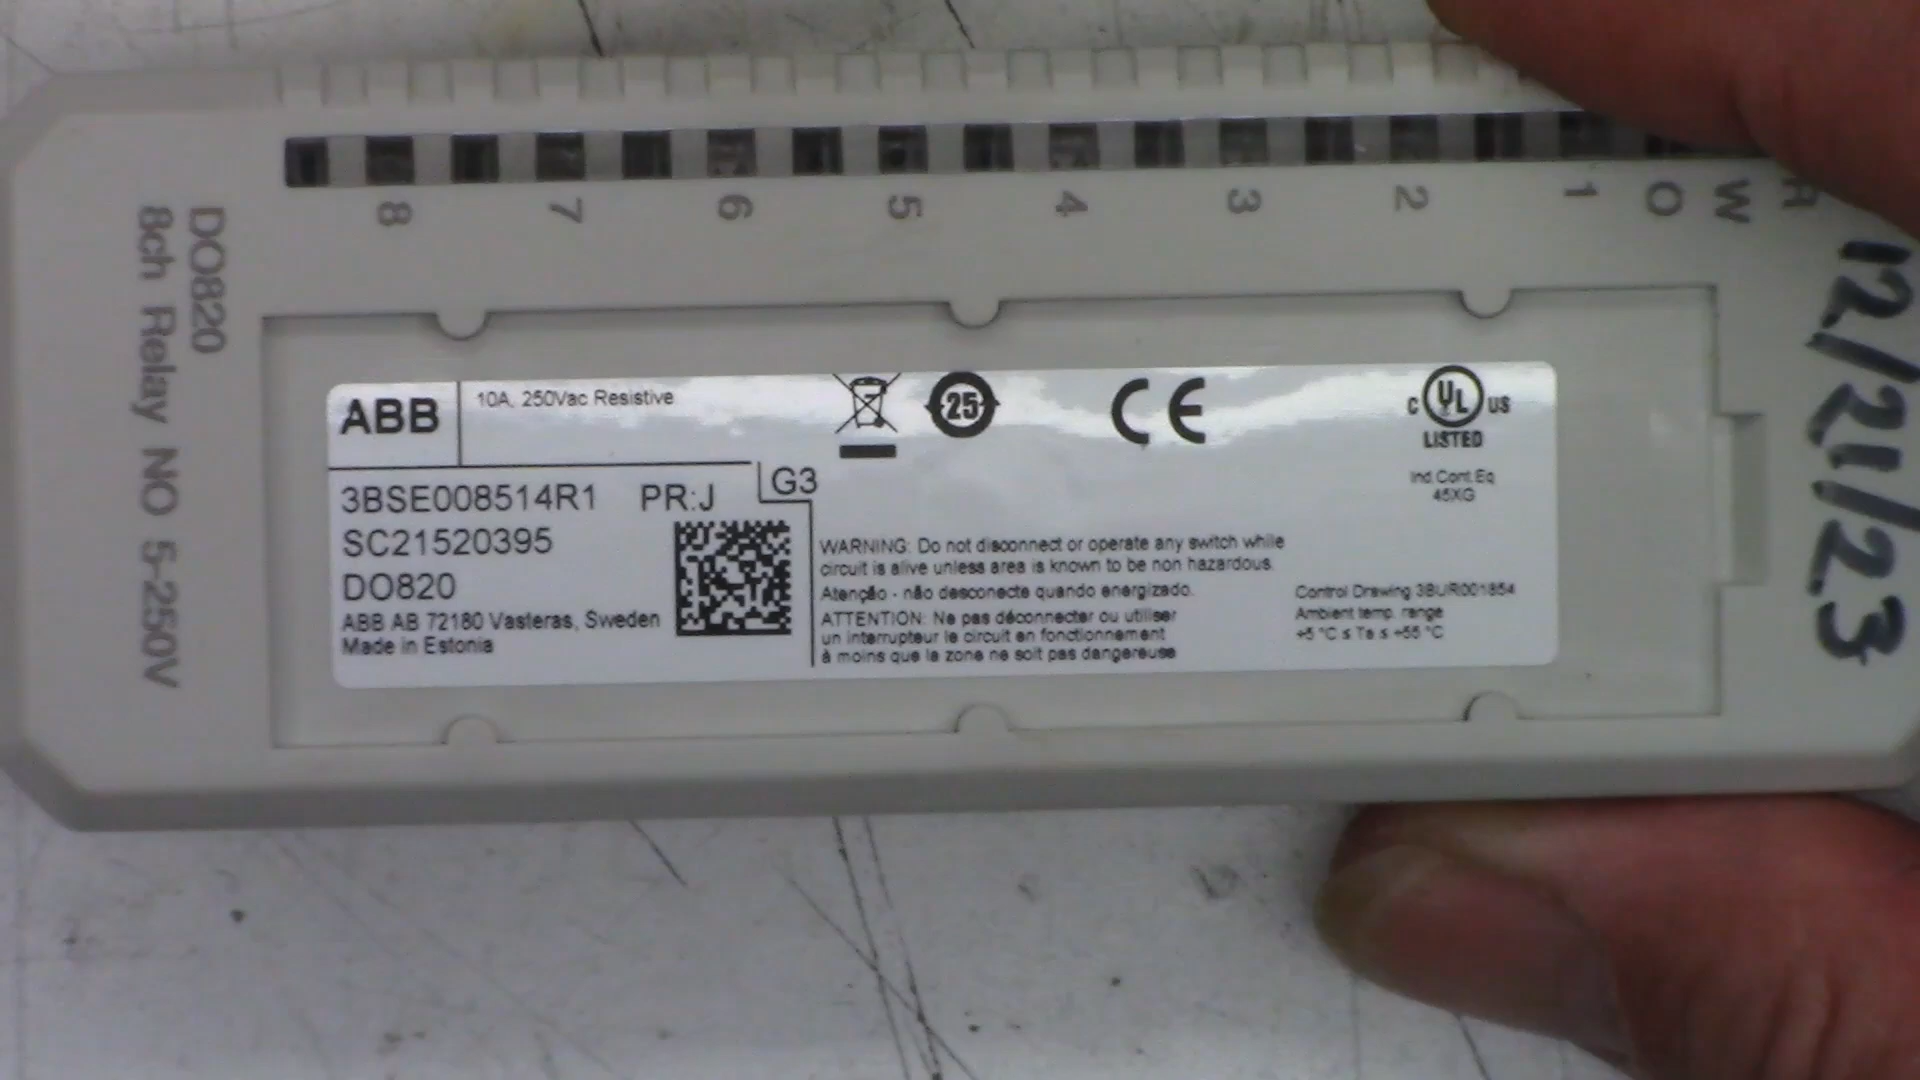 8 7 6 5 4 3 2 1 O W
DO820
8ch Relay NO 5-250V
12/21/23
ABB
10A, 250Vac Resistive
25
CE
C UL US
LISTED
Ind.Cont.Eq
45XG
3BSE008514R1 PR:J
G3
SC21520395
DO820
ABB AB 72180 Vasteras, Sweden
Made in Estonia
WARNING: Do not disconnect or operate any switch while
circuit is alive unless area is known to be non hazardous.
Atenção - não desconecte quando energizado.
ATTENTION: Ne pas déconnecter ou utiliser
un interrupteur le circuit en fonctionnement
à moins que la zone ne soit pas dangereuse
Control Drawing 3BUR001854
Ambient temp. range
+5 °C ≤ Ta ≤ +55 °C